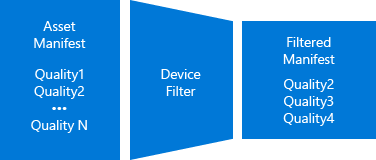 Asset
Manifest
Quality1
Quality2
...
Quality N
Device
Filter
Filtered
Manifest
Quality2
Quality3
Quality4